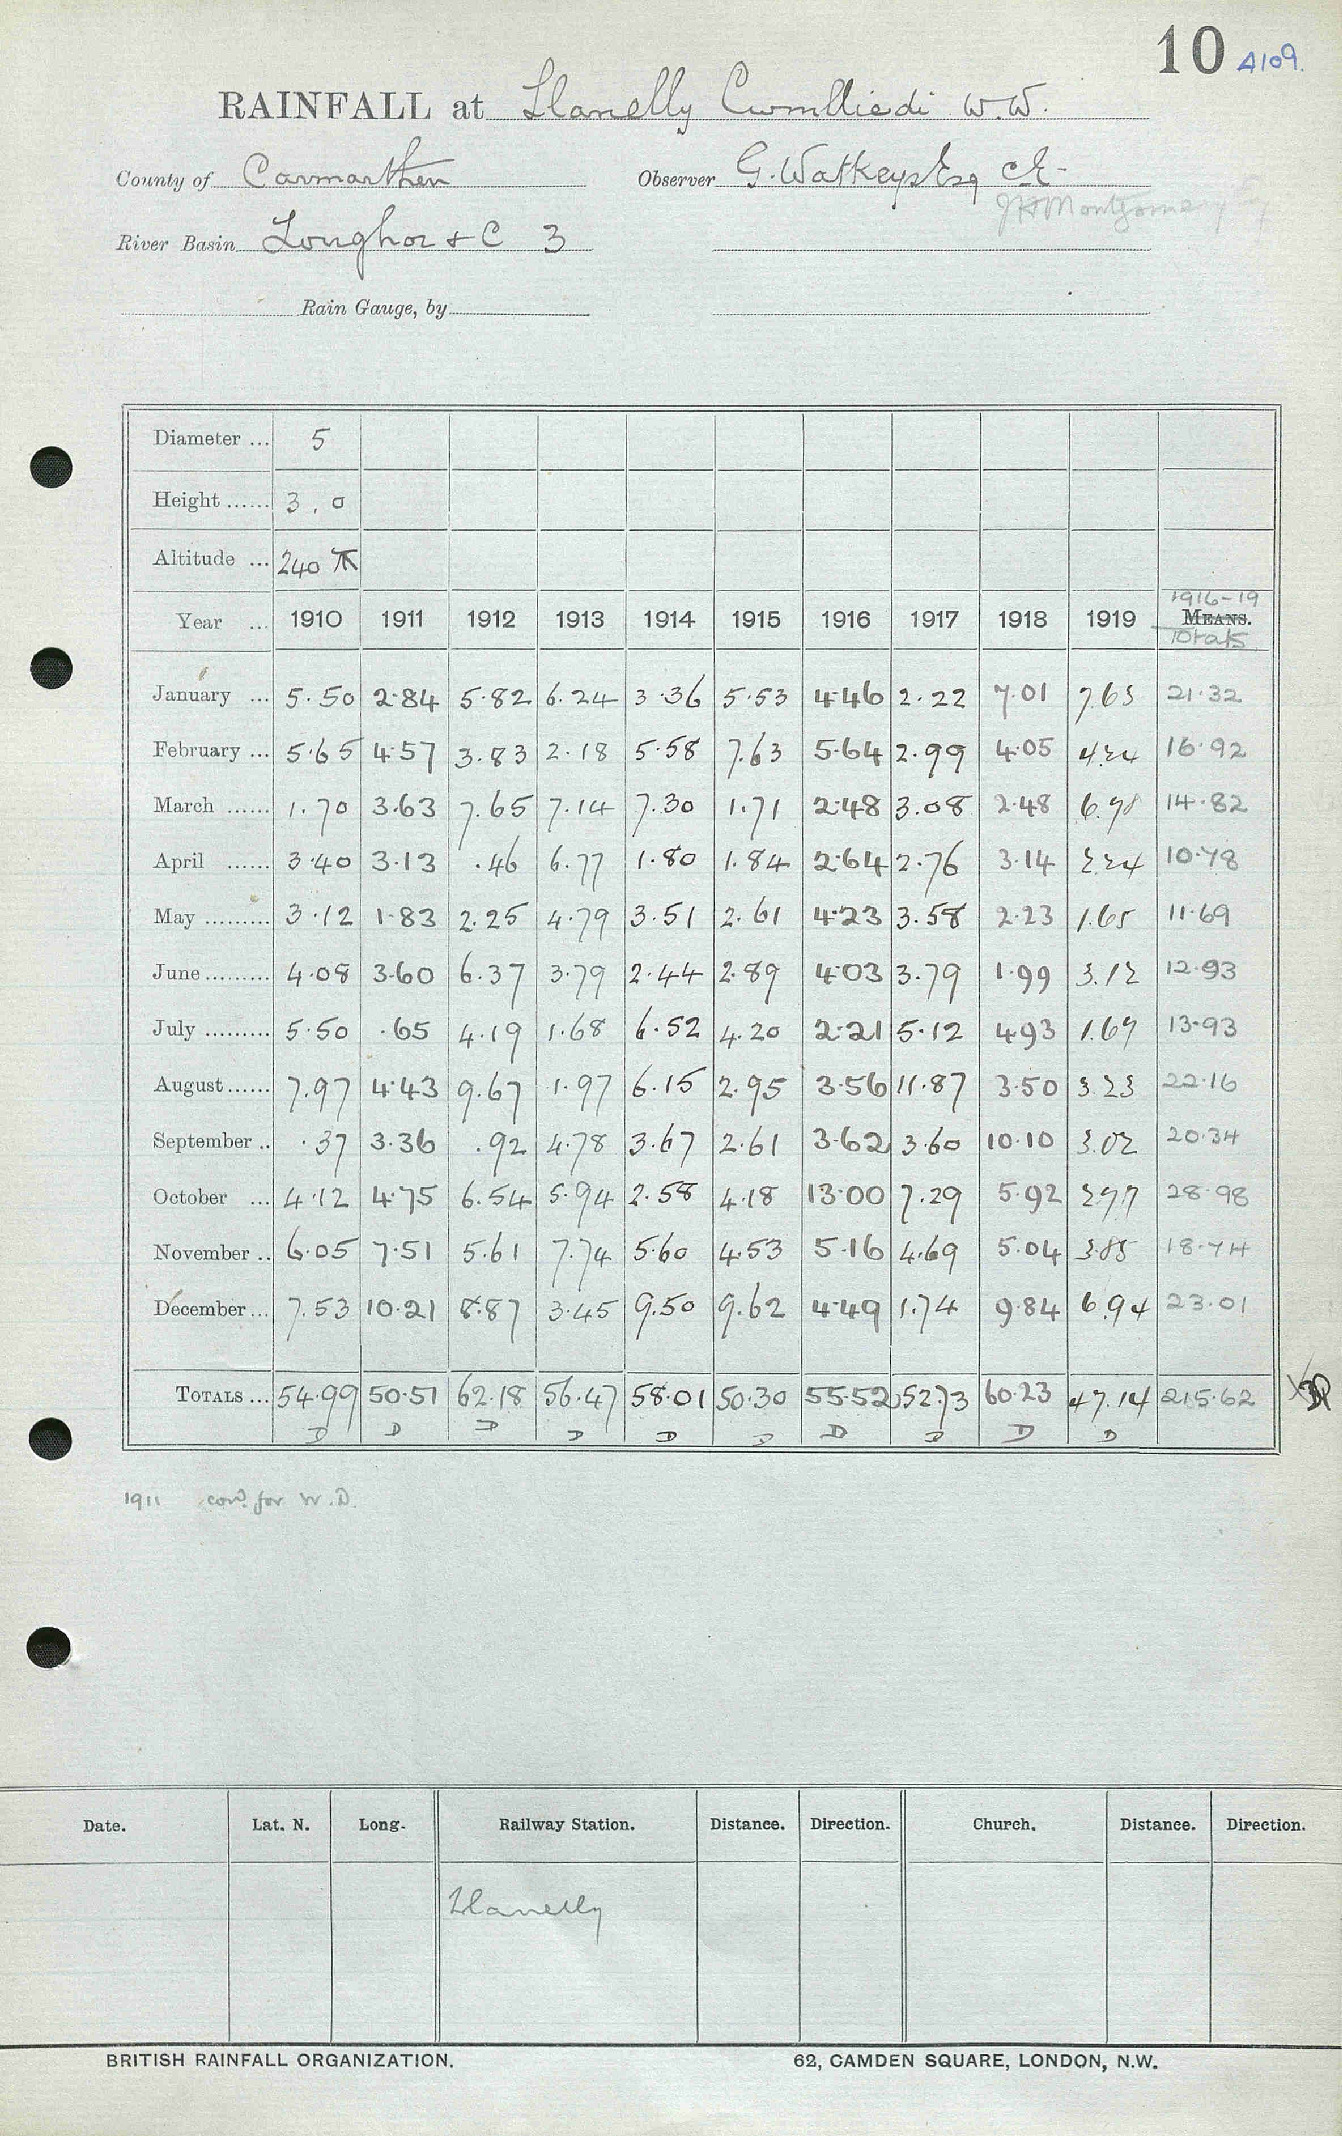 10 4109.
RAINFALL at Llanelly Cwmlliedi W.W.
County of Carmarthen Observer G. Watkeys Esq CE
JH Montgomery Esq
River Basin Loughor & C 3
Rain Gauge, by
Diameter ... 5
Height ...... 3.0
Altitude ... 240
1916-19
Year ... 1910 1911 1912 1913 1914 1915 1916 1917 1918 1919 MEANS.
Totals
January ... 5.50 2.84 5.82 6.24 3.36 5.53 4.46 2.22 7.01 7.63 21.32
February ... 5.65 4.57 3.83 2.18 5.58 7.63 5.64 2.99 4.05 4.24 16.92
March ...... 1.70 3.63 7.65 7.14 7.30 1.71 2.48 3.08 2.48 6.78 14.82
April ...... 3.40 3.13 .46 6.77 1.80 1.84 2.64 2.76 3.14 2.24 10.78
May ......... 3.12 1.83 2.25 4.79 3.51 2.61 4.23 3.58 2.23 1.65 11.69
June ......... 4.08 3.60 6.37 3.79 2.44 2.89 4.03 3.79 1.99 3.12 12.93
July ......... 5.50 .65 4.19 1.68 6.52 4.20 2.21 5.12 4.93 1.67 13.93
August ...... 7.97 4.43 9.67 1.97 6.15 2.95 3.56 11.87 3.50 3.23 22.16
September .. .37 3.36 .92 4.78 3.67 2.61 3.62 3.60 10.10 3.02 20.34
October ... 4.12 4.75 6.54 5.94 2.58 4.18 13.00 7.29 5.92 2.77 28.98
November .. 6.05 7.51 5.61 7.74 5.60 4.53 5.16 4.69 5.04 3.85 18.74
December ... 7.53 10.21 8.87 3.45 9.50 9.62 4.49 1.74 9.84 6.94 23.01
TOTALS ... 54.99 50.51 62.18 56.47 58.01 50.30 55.52 52.73 60.23 47.14 215.62
D D D D D D D D D D
1911 cor. for W.D.
Date. Lat. N. Long. Railway Station. Distance. Direction. Church. Distance. Direction.
Llanelly
BRITISH RAINFALL ORGANIZATION. 62, CAMDEN SQUARE, LONDON, N.W.